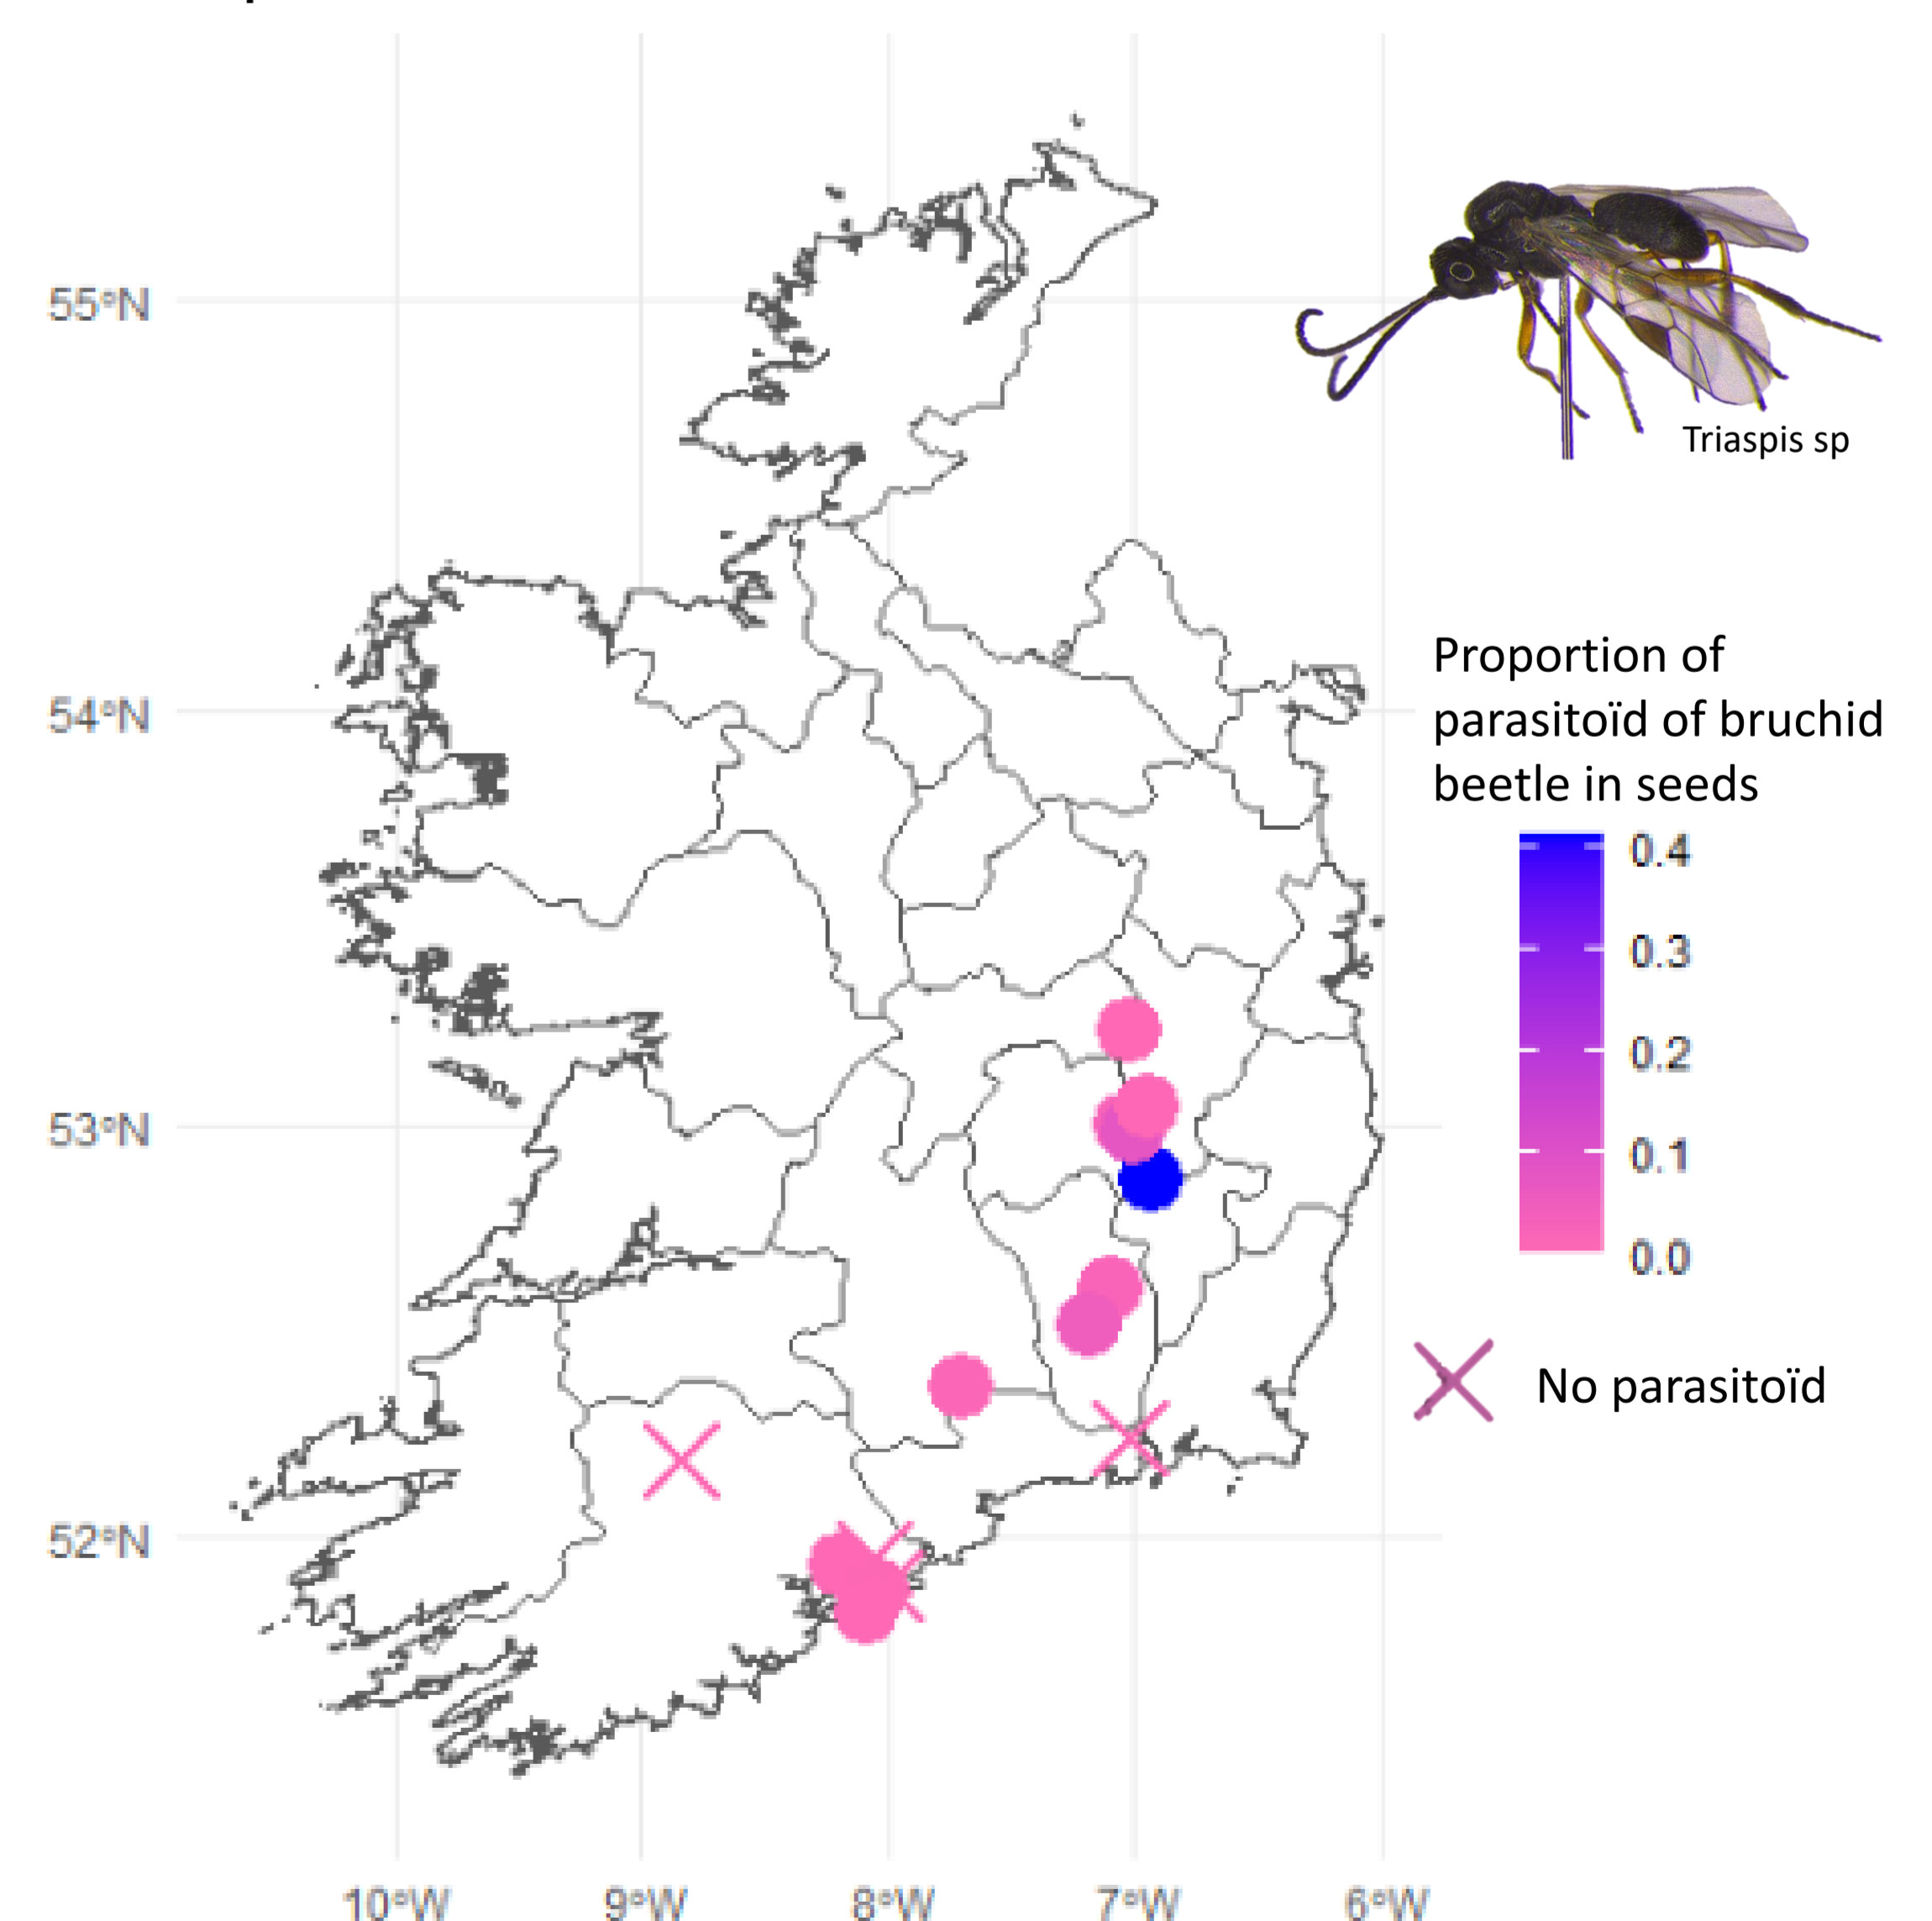 55°N
54°N
53°N
52°N
10°W
9°W
8°W
7°W
6°W
Triaspis sp
Proportion of
parasitoïd of bruchid
beetle in seeds
0.4
0.3
0.2
0.1
0.0
No parasitoïd